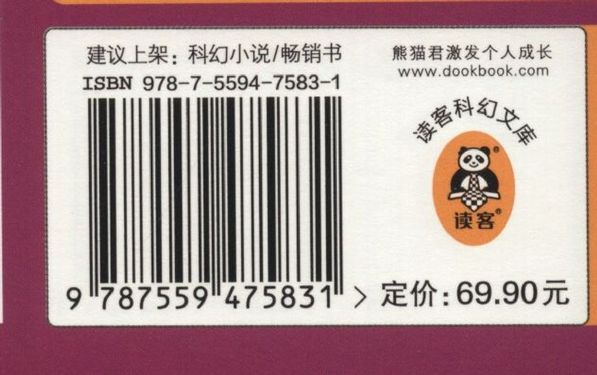 建议上架：科幻小说/畅销书
ISBN 978-7-5594-7583-1
9 787559 475831 >
熊猫君激发个人成长
www.dookbook.com
读客科幻文库
读客®
定价：69.90元